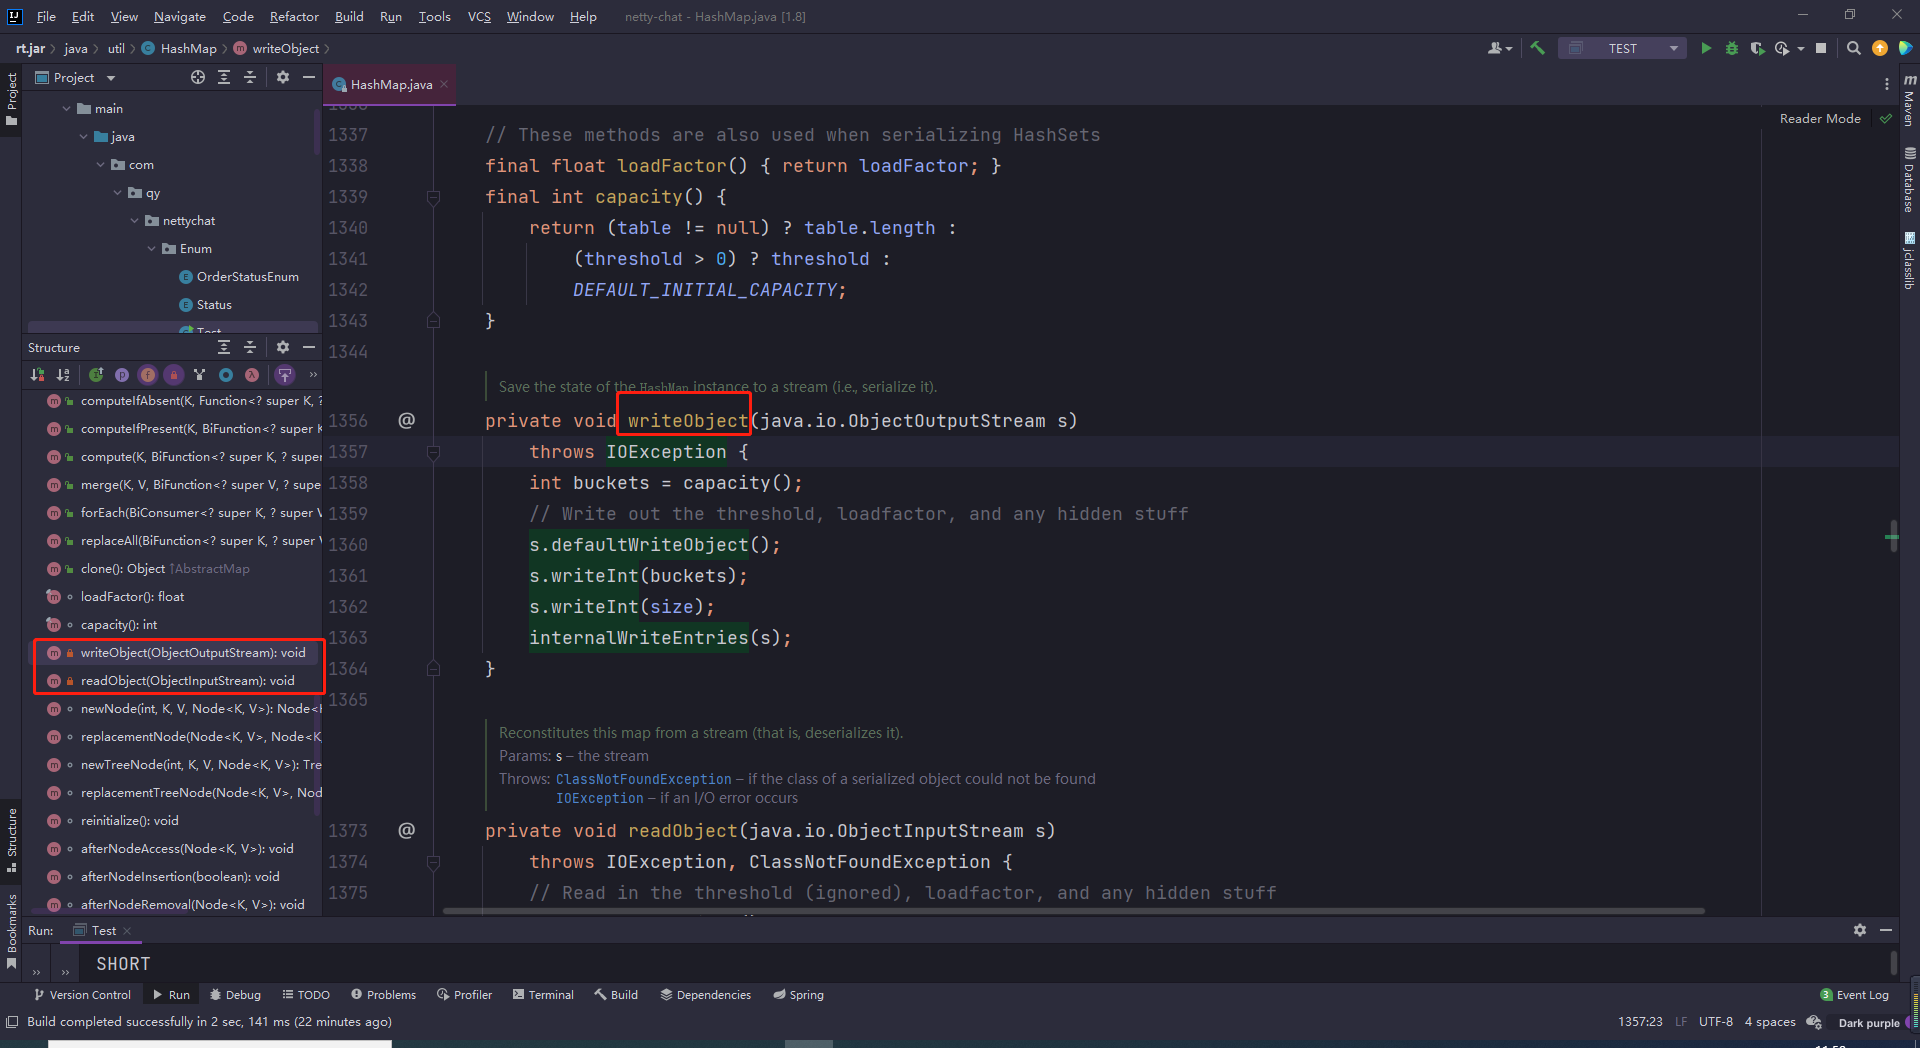 File Edit View Navigate Code Refactor Build Run Tools VCS Window Help netty-chat - HashMap.java [1.8]
rt.jar java util HashMap writeObject
TEST
Project
HashMap.java
Reader Mode
main
java
com
qy
nettychat
Enum
OrderStatusEnum
Status
Test
Structure
computeIfAbsent(K, Function<? super K, ?
computeIfPresent(K, BiFunction<? super K
compute(K, BiFunction<? super K, ? super
merge(K, V, BiFunction<? super V, ? supe
forEach(BiConsumer<? super K, ? super V
replaceAll(BiFunction<? super K, ? super V
clone(): Object ↑AbstractMap
loadFactor(): float
capacity(): int
writeObject(ObjectOutputStream): void
readObject(ObjectInputStream): void
newNode(int, K, V, Node<K, V>): Node<K
replacementNode(Node<K, V>, Node<K,
newTreeNode(int, K, V, Node<K, V>): Tre
replacementTreeNode(Node<K, V>, Nod
reinitialize(): void
afterNodeAccess(Node<K, V>): void
afterNodeInsertion(boolean): void
afterNodeRemoval(Node<K, V>): void
1337 // These methods are also used when serializing HashSets
1338 final float loadFactor() { return loadFactor; }
1339 final int capacity() {
1340 return (table != null) ? table.length :
1341 (threshold > 0) ? threshold :
1342 DEFAULT_INITIAL_CAPACITY;
1343 }
1344
Save the state of the HashMap instance to a stream (i.e., serialize it).
1356 @ private void writeObject(java.io.ObjectOutputStream s)
1357 throws IOException {
1358 int buckets = capacity();
1359 // Write out the threshold, loadfactor, and any hidden stuff
1360 s.defaultWriteObject();
1361 s.writeInt(buckets);
1362 s.writeInt(size);
1363 internalWriteEntries(s);
1364 }
1365
Reconstitutes this map from a stream (that is, deserializes it).
Params: s – the stream
Throws: ClassNotFoundException – if the class of a serialized object could not be found
IOException – if an I/O error occurs
1373 @ private void readObject(java.io.ObjectInputStream s)
1374 throws IOException, ClassNotFoundException {
1375 // Read in the threshold (ignored), loadfactor, and any hidden stuff
Project
Structure
Bookmarks
Maven
Database
jclasslib
Run: Test
SHORT
Version Control Run Debug TODO Problems Profiler Terminal Build Dependencies Spring 3 Event Log
Build completed successfully in 2 sec, 141 ms (22 minutes ago) 1357:23 LF UTF-8 4 spaces Dark purple